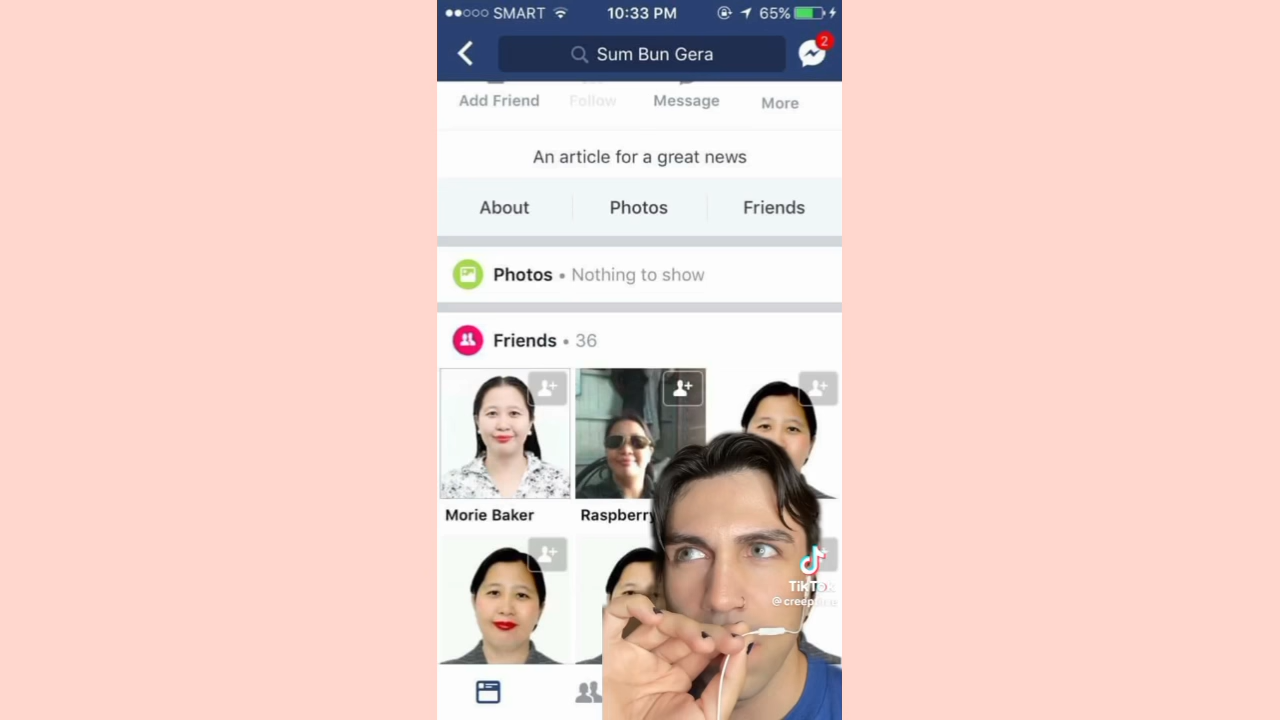 SMART 10:33 PM 65%
Sum Bun Gera
2
Add Friend Follow Message More
An article for a great news
About Photos Friends
Photos • Nothing to show
Friends • 36
Morie Baker Raspberry
TikTok